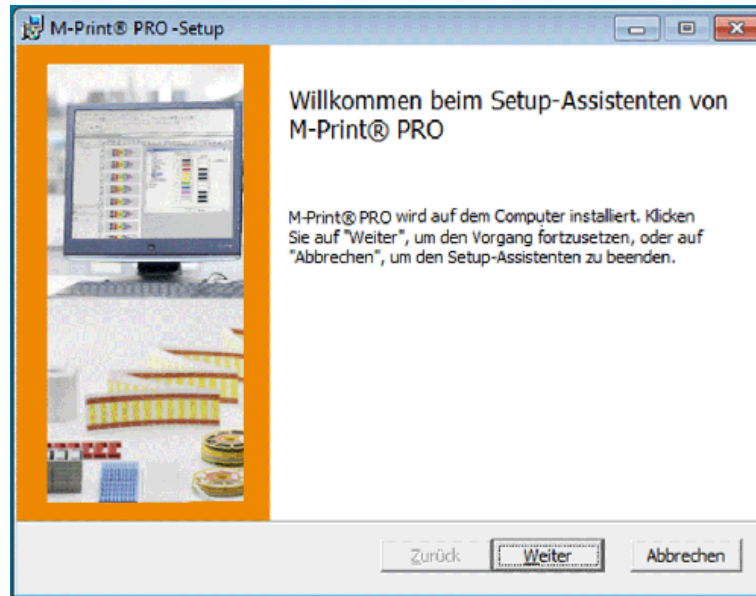 M-Print® PRO -Setup
Willkommen beim Setup-Assistenten von
M-Print® PRO
M-Print® PRO wird auf dem Computer installiert. Klicken
Sie auf "Weiter", um den Vorgang fortzusetzen, oder auf
"Abbrechen", um den Setup-Assistenten zu beenden.
Zurück Weiter Abbrechen